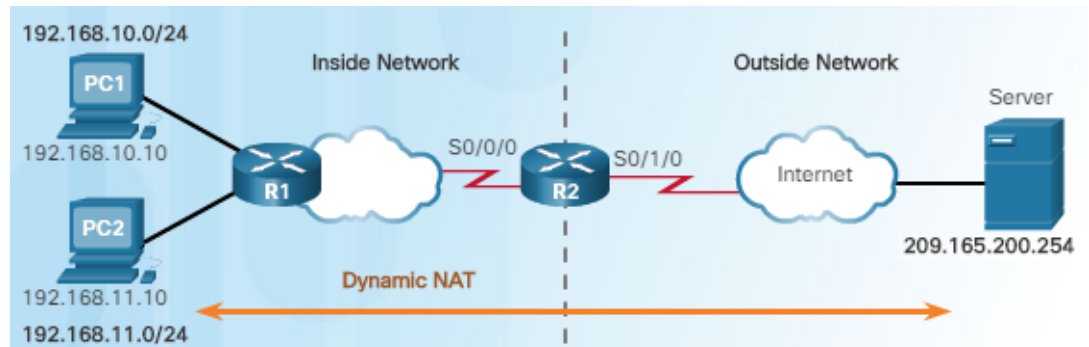 192.168.10.0/24
PC1
192.168.10.10
Inside Network
Outside Network
Server
R1
S0/0/0
R2
S0/1/0
Internet
209.165.200.254
PC2
192.168.11.10
192.168.11.0/24
Dynamic NAT